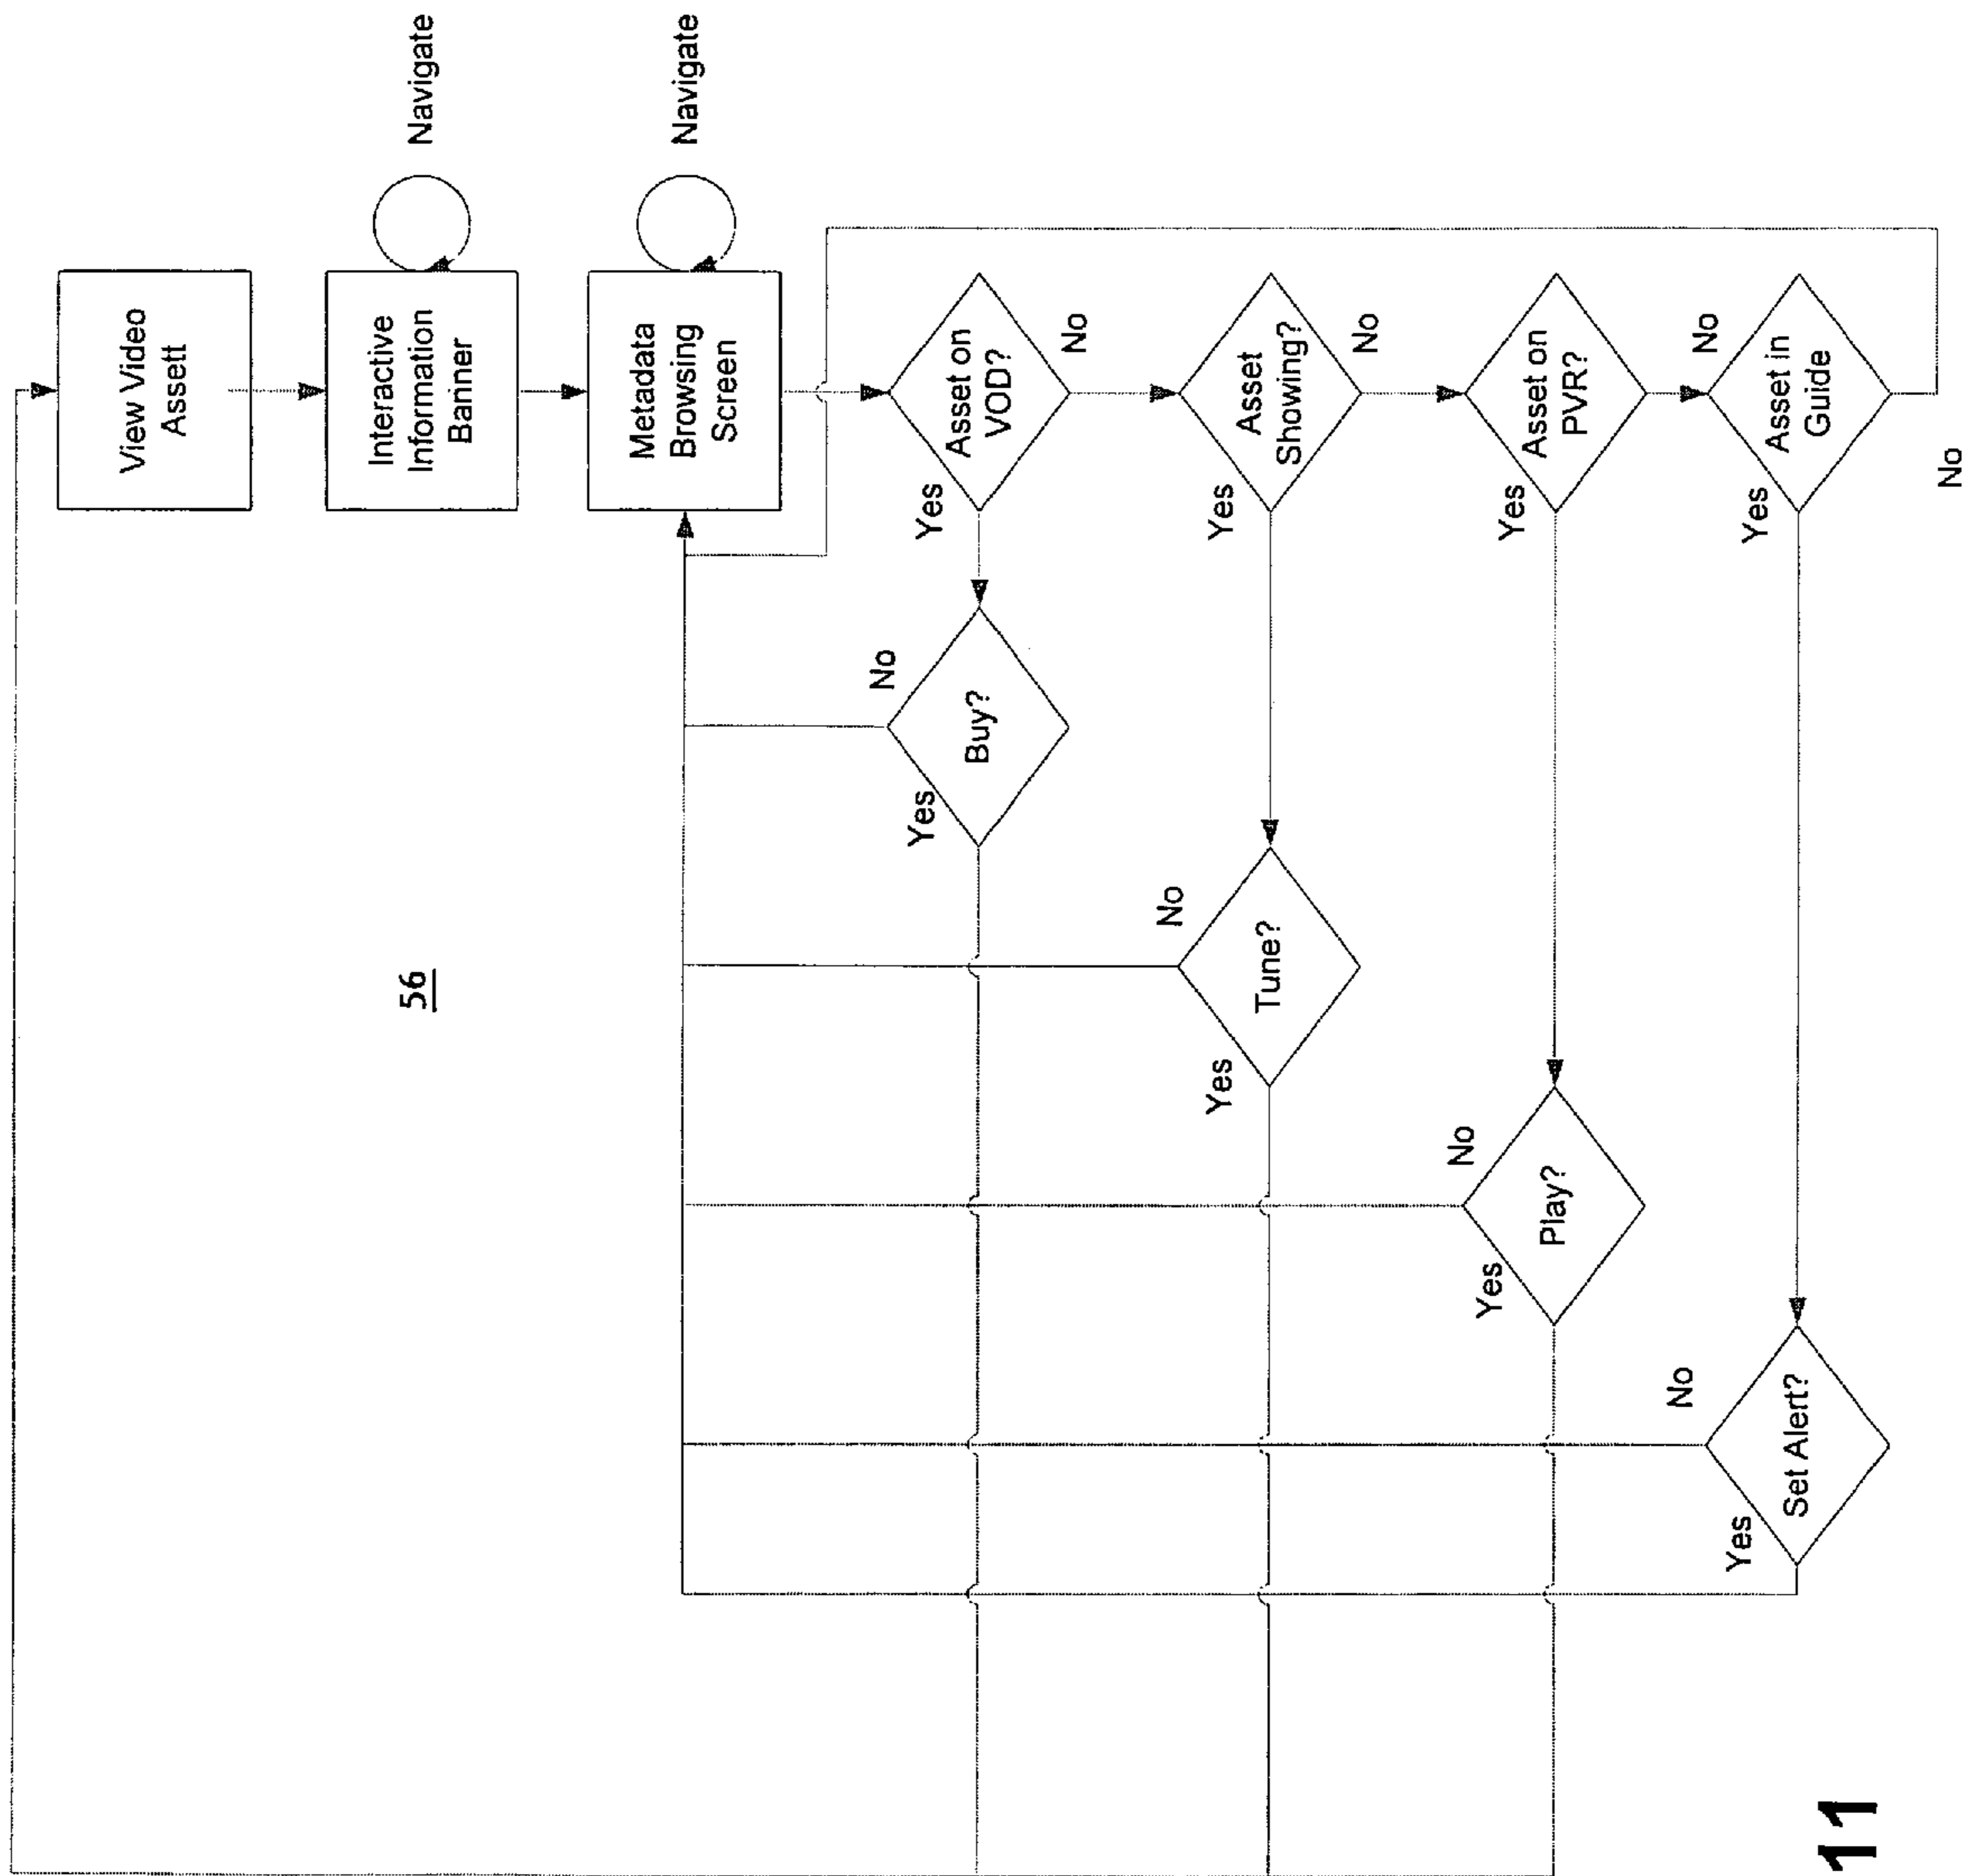 View Video
Assett
Interactive
Information
Banner
Navigate
Metadata
Browsing
Screen
Navigate
56
Asset on
VOD?
Yes
No
Buy?
No
Yes
Asset
Showing?
Yes
No
Tune?
No
Yes
Asset on
PVR?
Yes
No
Play?
No
Yes
Asset in
Guide
Yes
No
Set Alert?
No
Yes
11